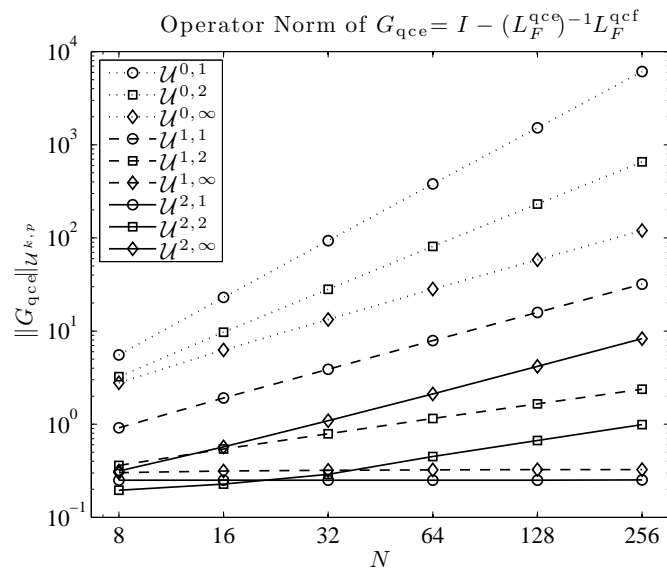 Operator Norm of G_qce = I − (L_F^qce)^−1 L_F^qcf
10^4
10^3
10^2
10^1
10^0
10^−1
‖G_qce‖_U^k,p
U^0,1
U^0,2
U^0,∞
U^1,1
U^1,2
U^1,∞
U^2,1
U^2,2
U^2,∞
8 16 32 64 128 256
N